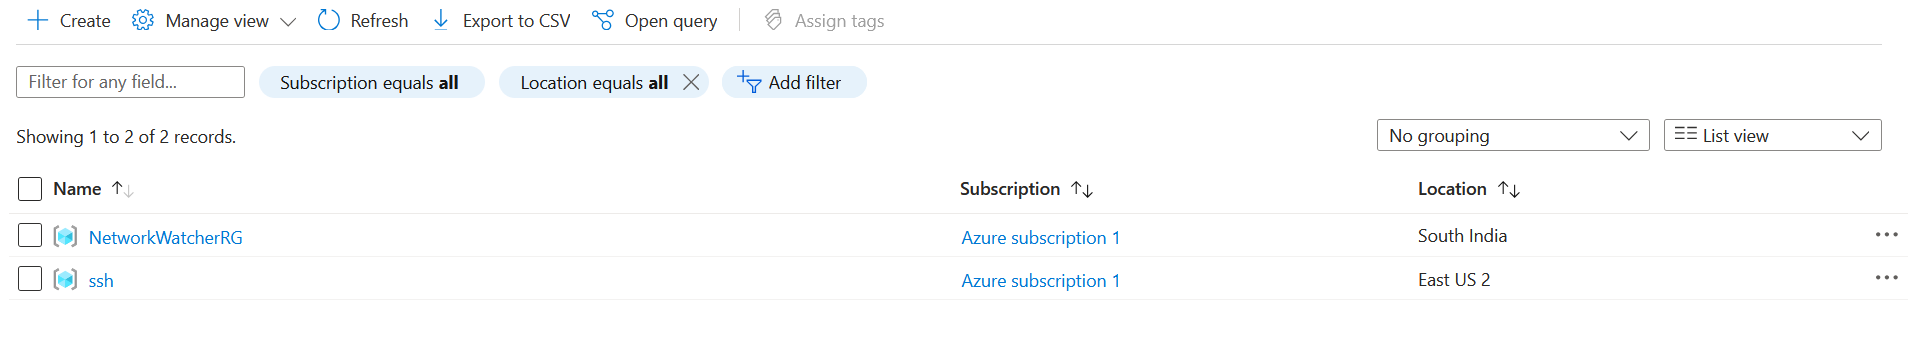 Create Manage view Refresh Export to CSV Open query Assign tags
Filter for any field... Subscription equals all Location equals all Add filter
Showing 1 to 2 of 2 records. No grouping List view
Name Subscription Location
NetworkWatcherRG Azure subscription 1 South India
ssh Azure subscription 1 East US 2